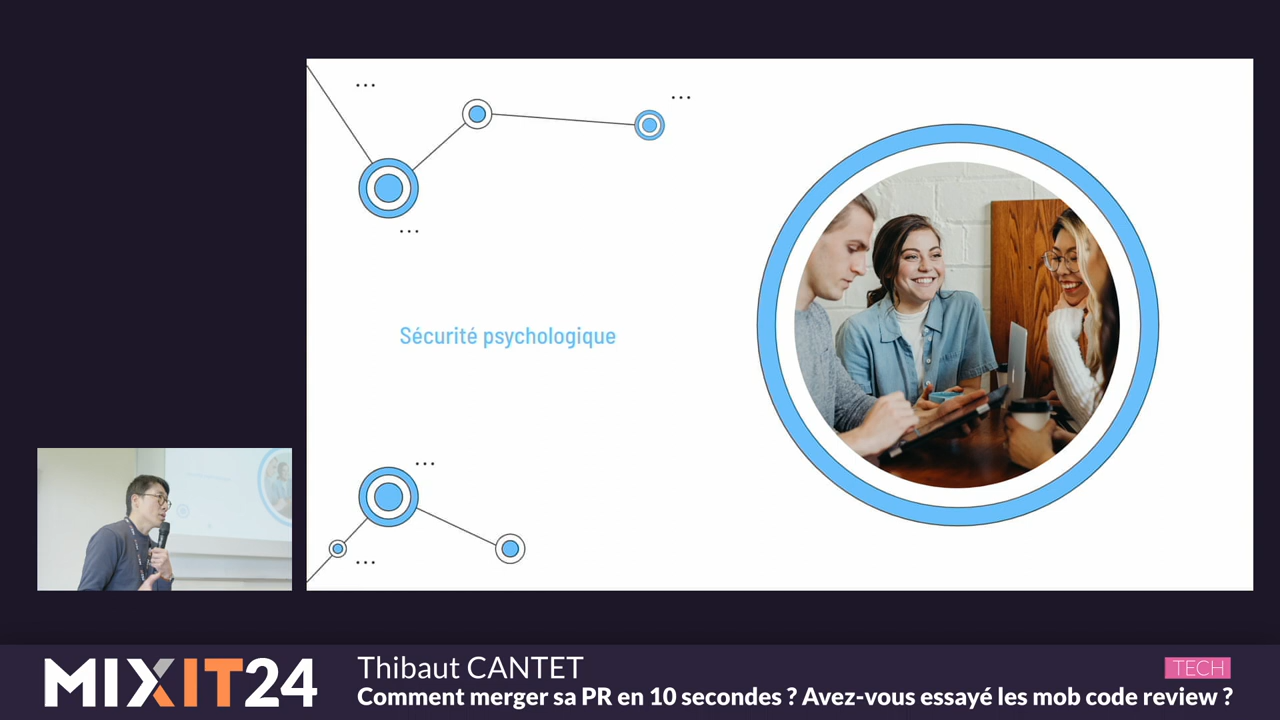 Sécurité psychologique
MIXIT24
Thibaut CANTET
TECH
Comment merger sa PR en 10 secondes ? Avez-vous essayé les mob code review ?